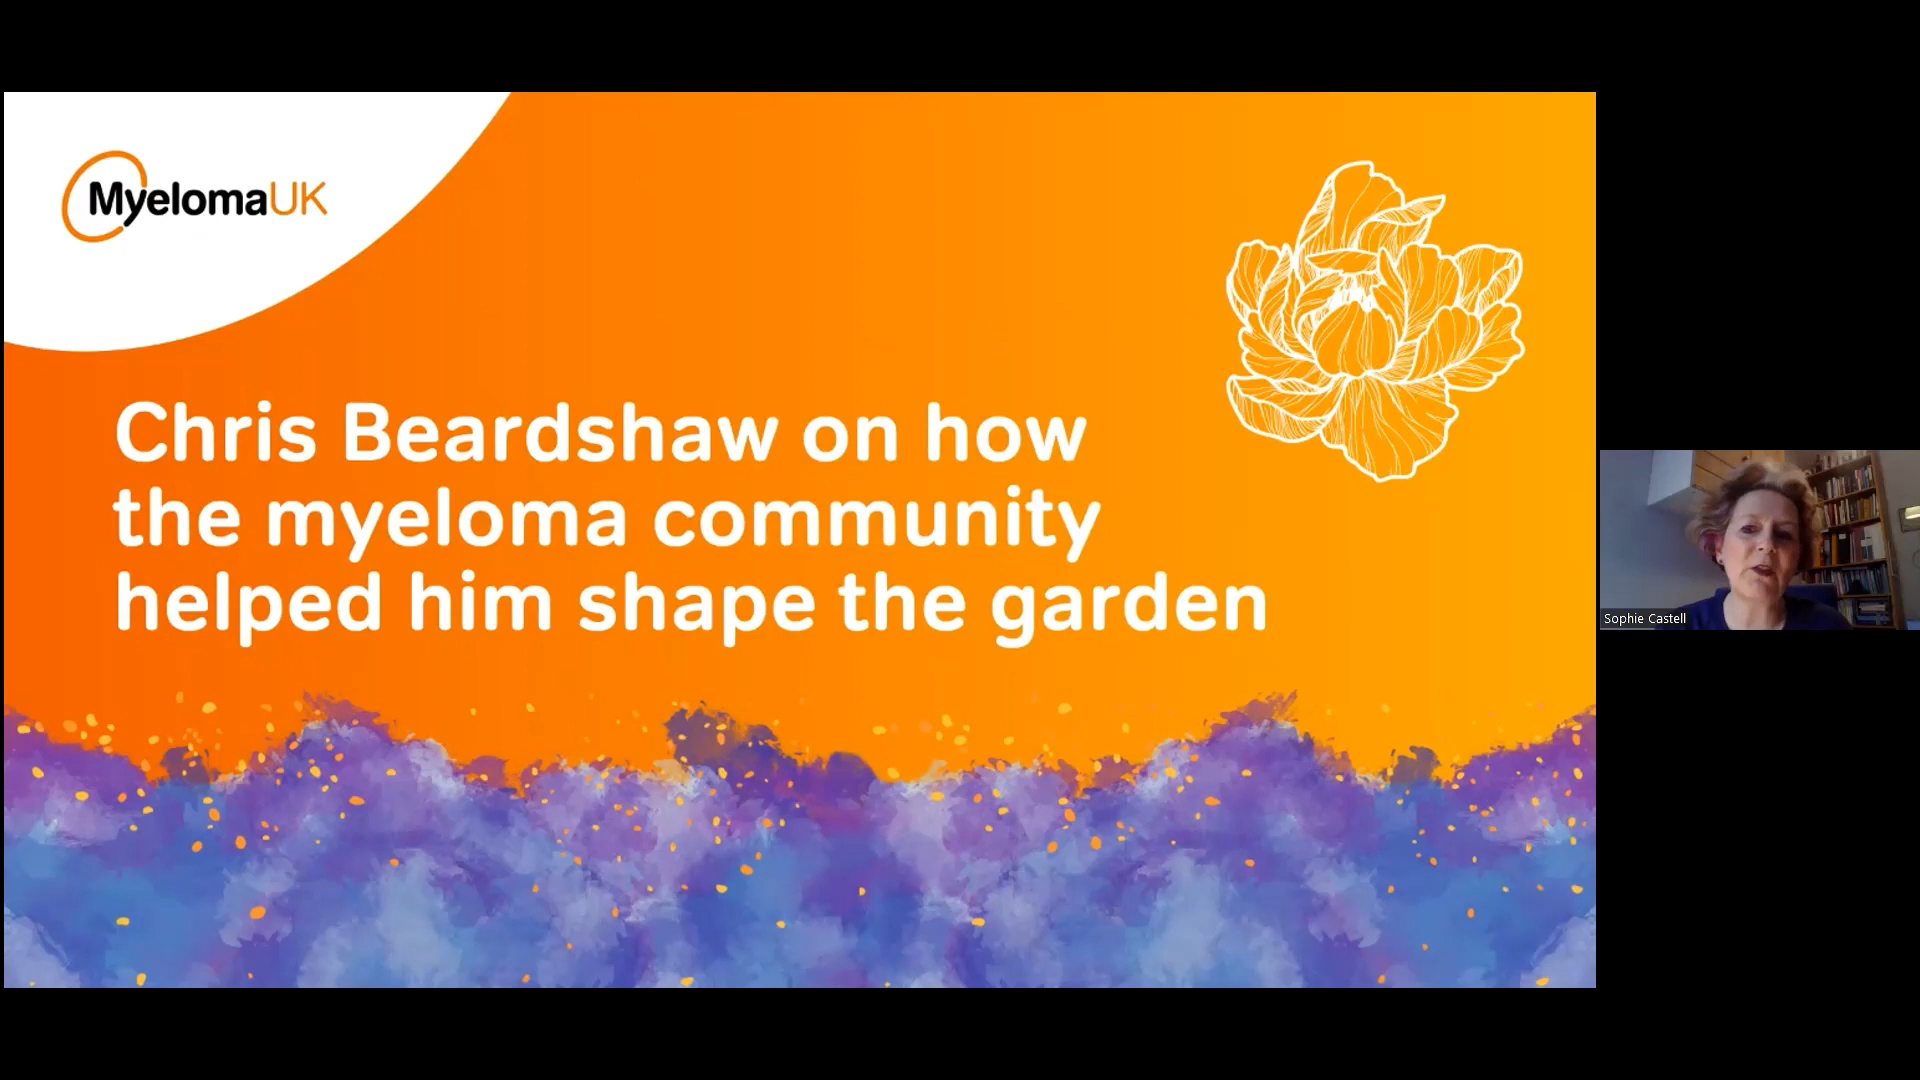 MyelomaUK
Chris Beardshaw on how
the myeloma community
helped him shape the garden
Sophie Castell